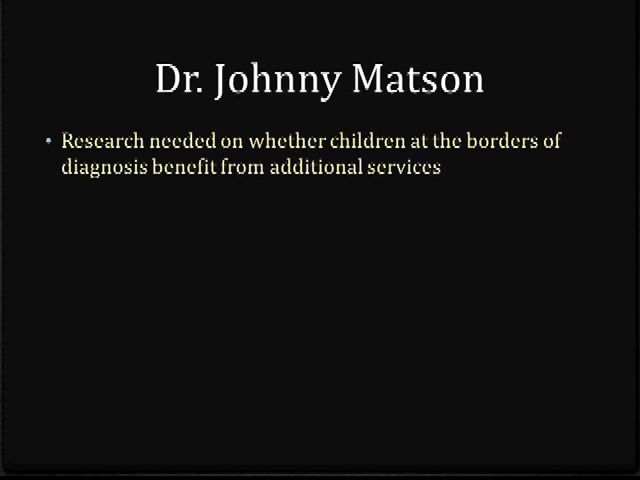 Dr. Johnny Matson
• Research needed on whether children at the borders of
diagnosis benefit from additional services